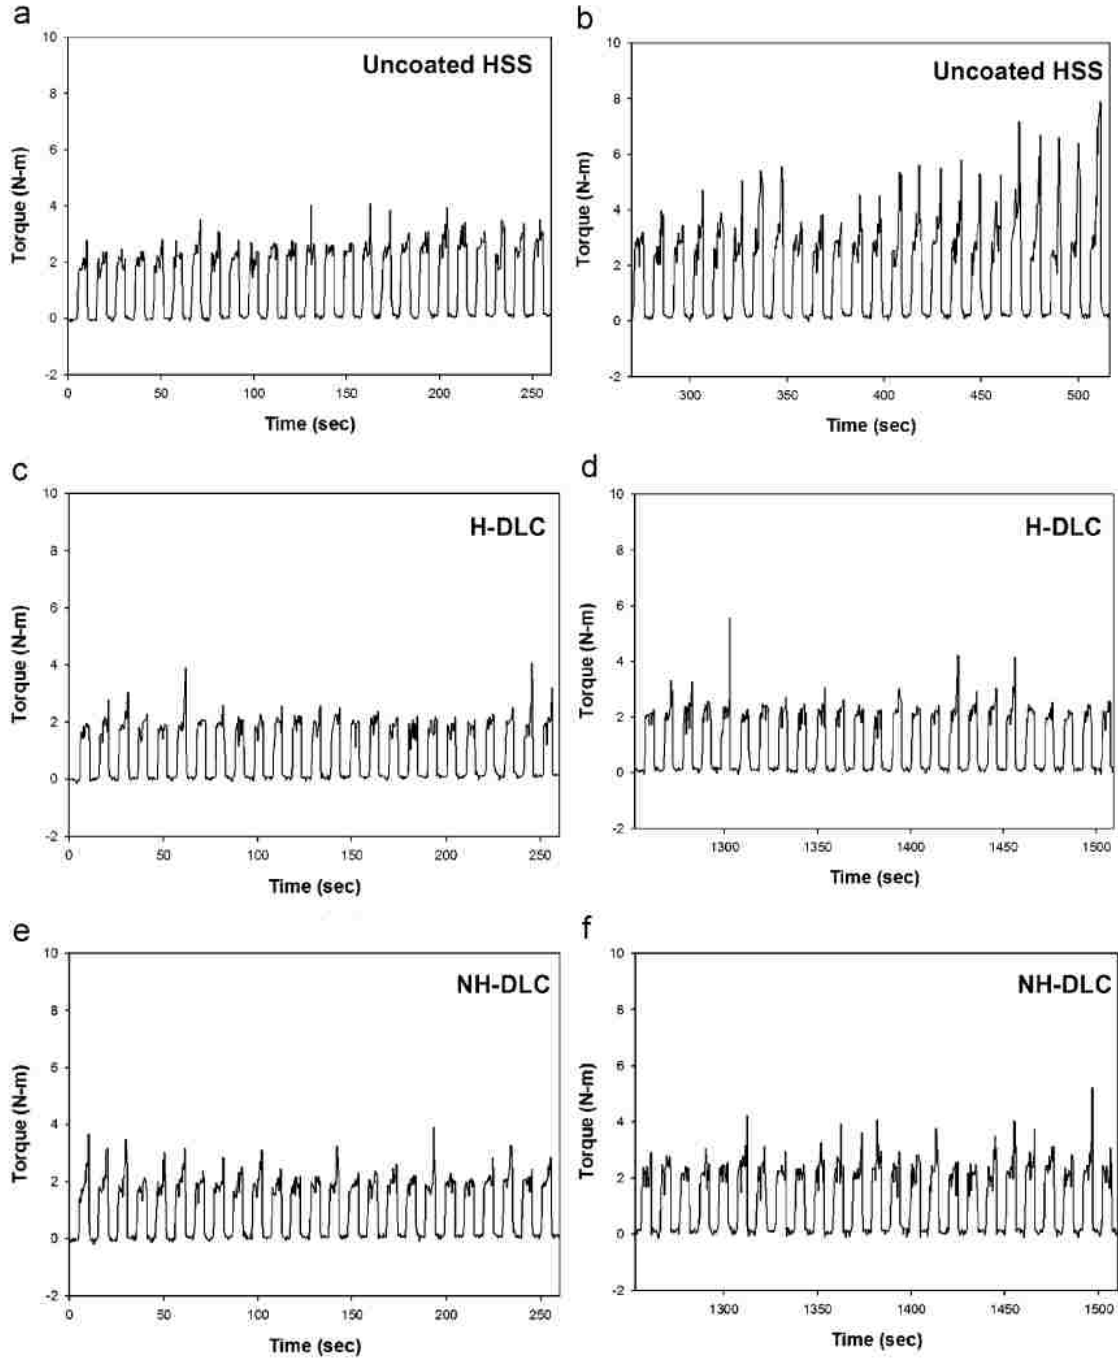 a
Uncoated HSS
10
8
6
4
2
0
-2
Torque (N-m)
0 50 100 150 200 250
Time (sec)
b
Uncoated HSS
10
8
6
4
2
0
-2
Torque (N-m)
300 350 400 450 500
Time (sec)
c
H-DLC
10
8
6
4
2
0
-2
Torque (N-m)
0 50 100 150 200 250
Time (sec)
d
H-DLC
10
8
6
4
2
0
-2
Torque (N-m)
1300 1350 1400 1450 1500
Time (sec)
e
NH-DLC
10
8
6
4
2
0
-2
Torque (N-m)
0 50 100 150 200 250
Time (sec)
f
NH-DLC
10
8
6
4
2
0
-2
Torque (N-m)
1300 1350 1400 1450 1500
Time (sec)